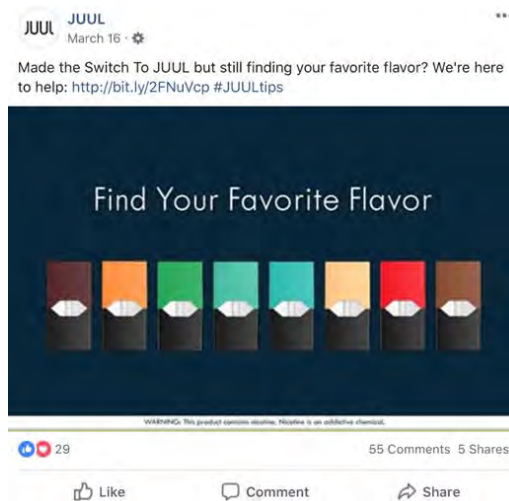 JUUL
JUUL
March 16 ·
Made the Switch To JUUL but still finding your favorite flavor? We're here
to help: http://bit.ly/2FNuVcp #JUULtips
Find Your Favorite Flavor
WARNING: This product contains nicotine. Nicotine is an addictive chemical.
29
55 Comments 5 Shares
Like
Comment
Share